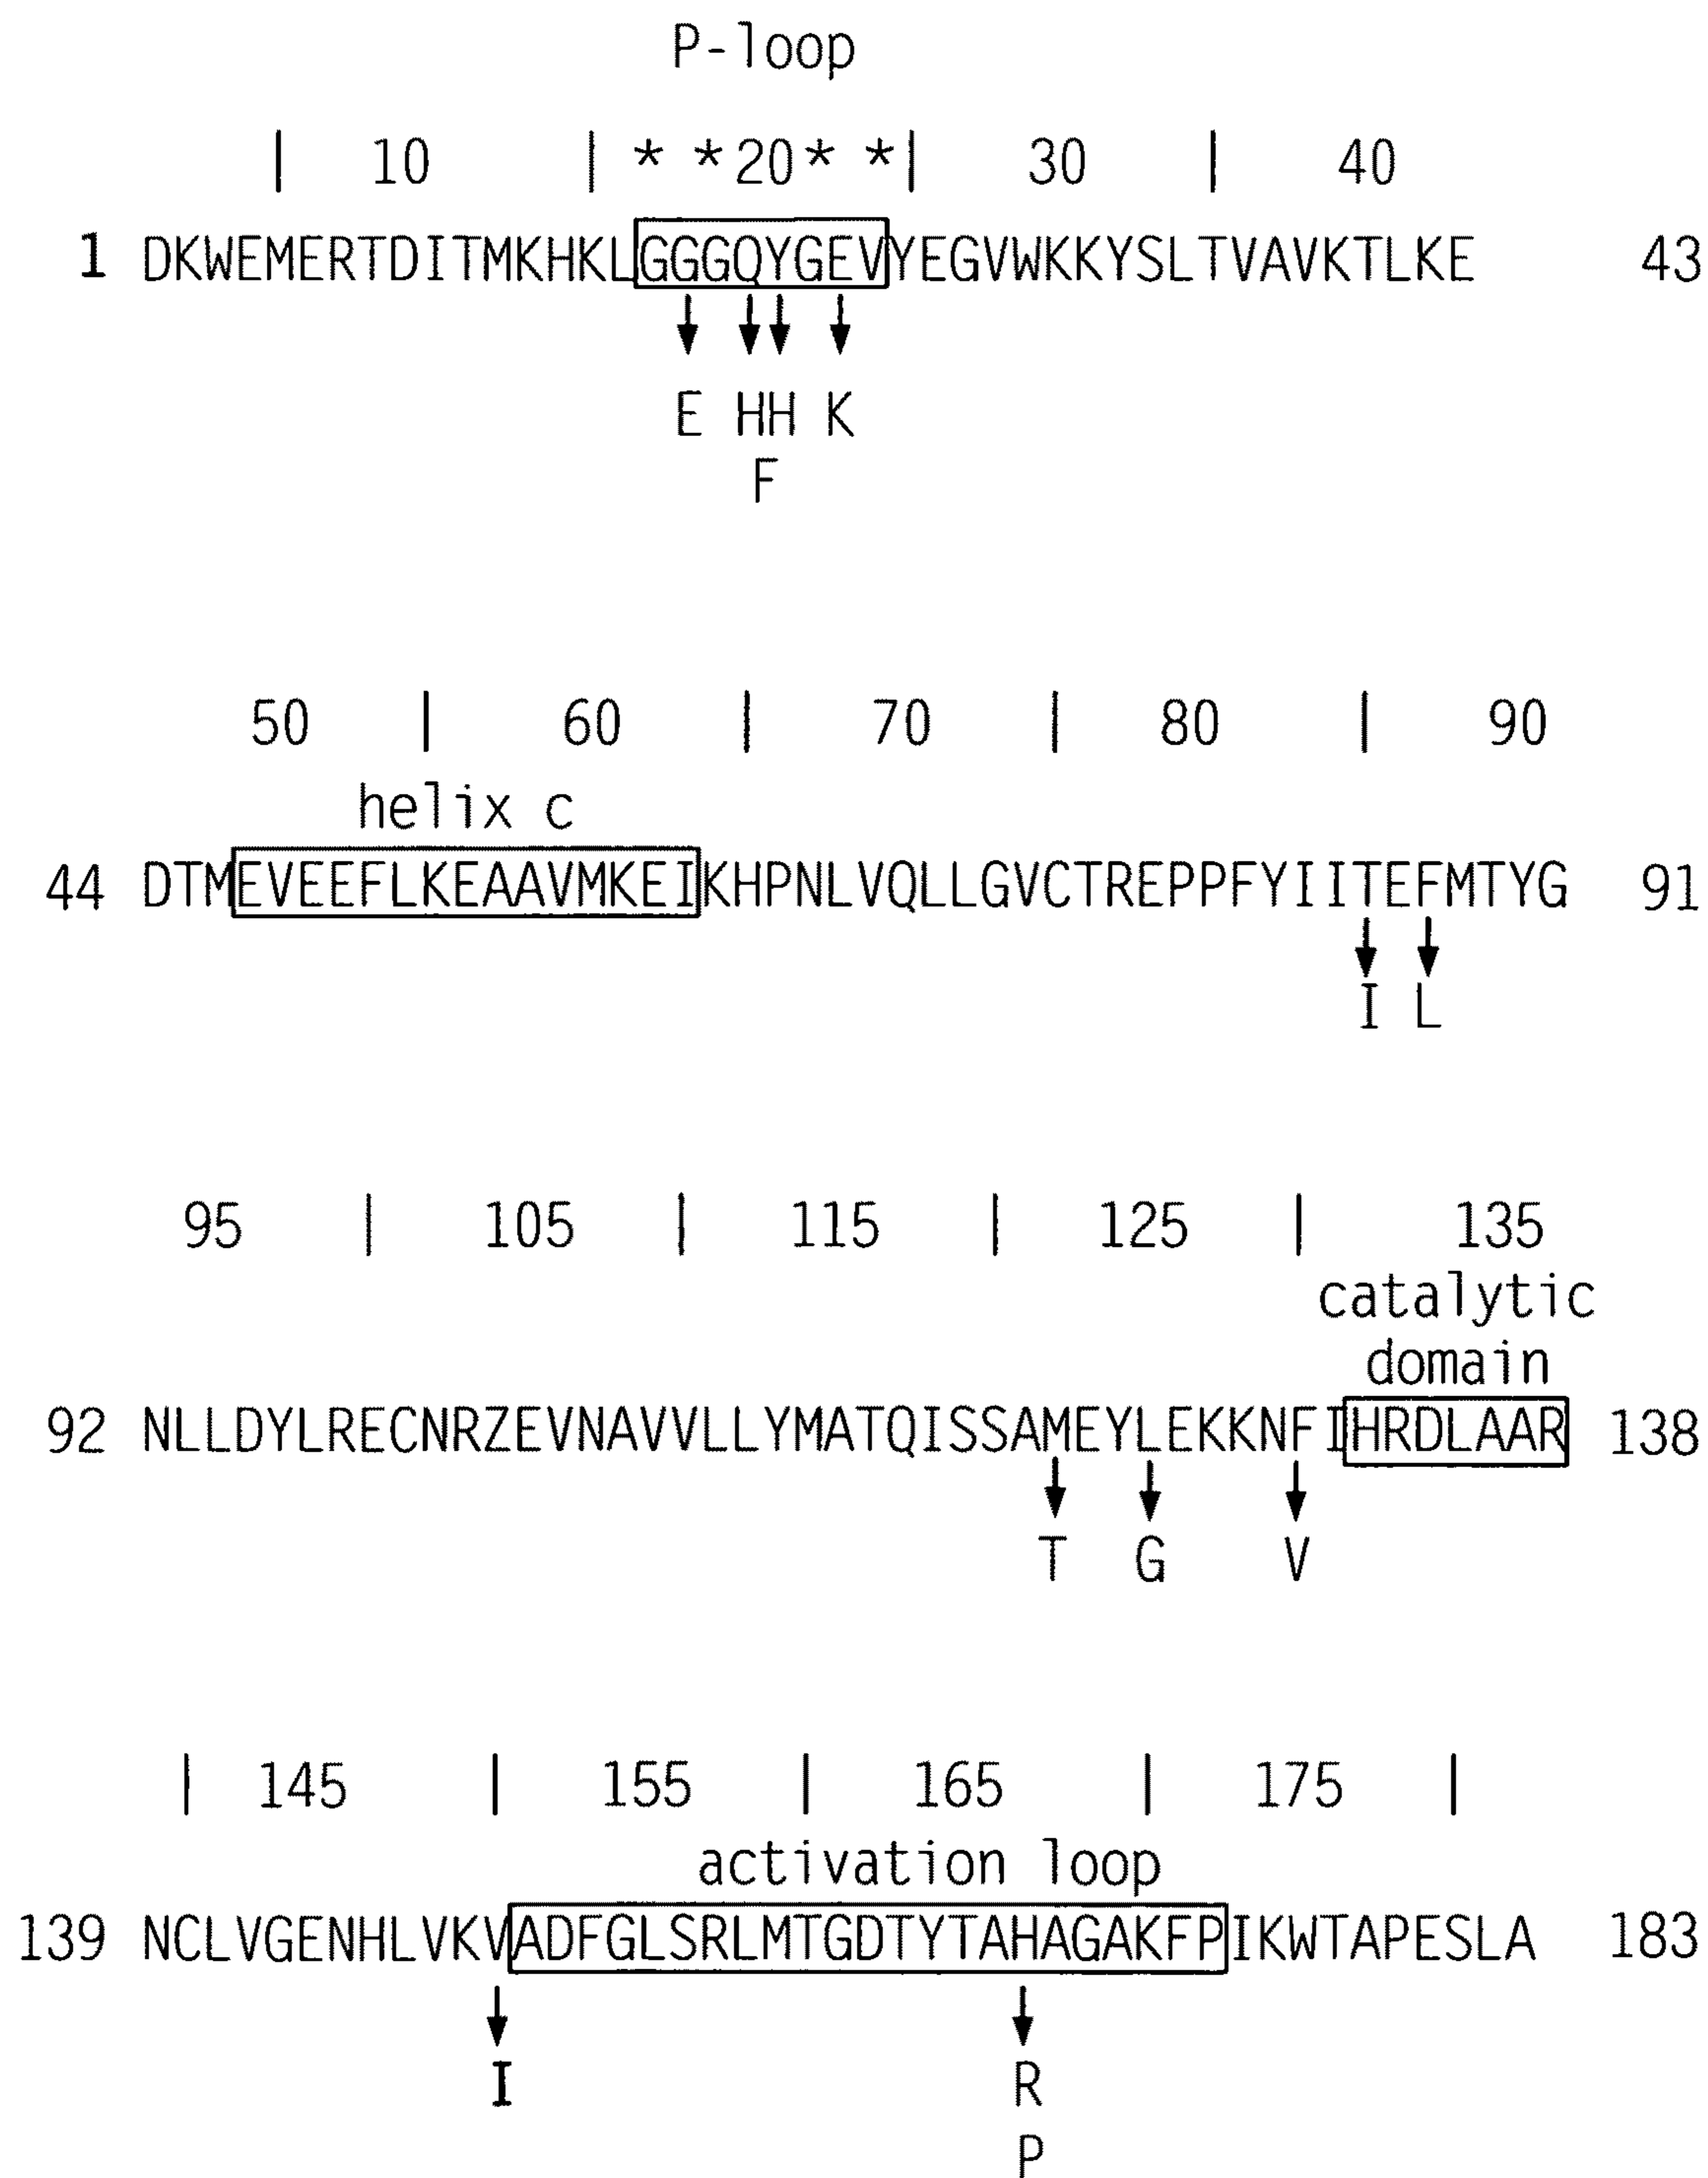 P-loop
| 10 | * *20* *| 30 | 40
1 DKWEMERTDITMKHKLGGGQYGEVYEGVWKKYSLTVAVKTLKE 43
E HH K
F
50 | 60 | 70 | 80 | 90
helix c
44 DTMEVEEFLKEAAVMKEIKHPNLVQLLGVCTREPPFYIITEFMTYG 91
I L
95 | 105 | 115 | 125 | 135
catalytic
domain
92 NLLDYLRECNRZEVNAVVLLYMATQISSAMEYLEKKNFIHRDLAAR 138
T G V
| 145 | 155 | 165 | 175 |
activation loop
139 NCLVGENHLVKVADFGLSRLMTGDTYTAHAGAKFPIKWTAPESLA 183
I R
P